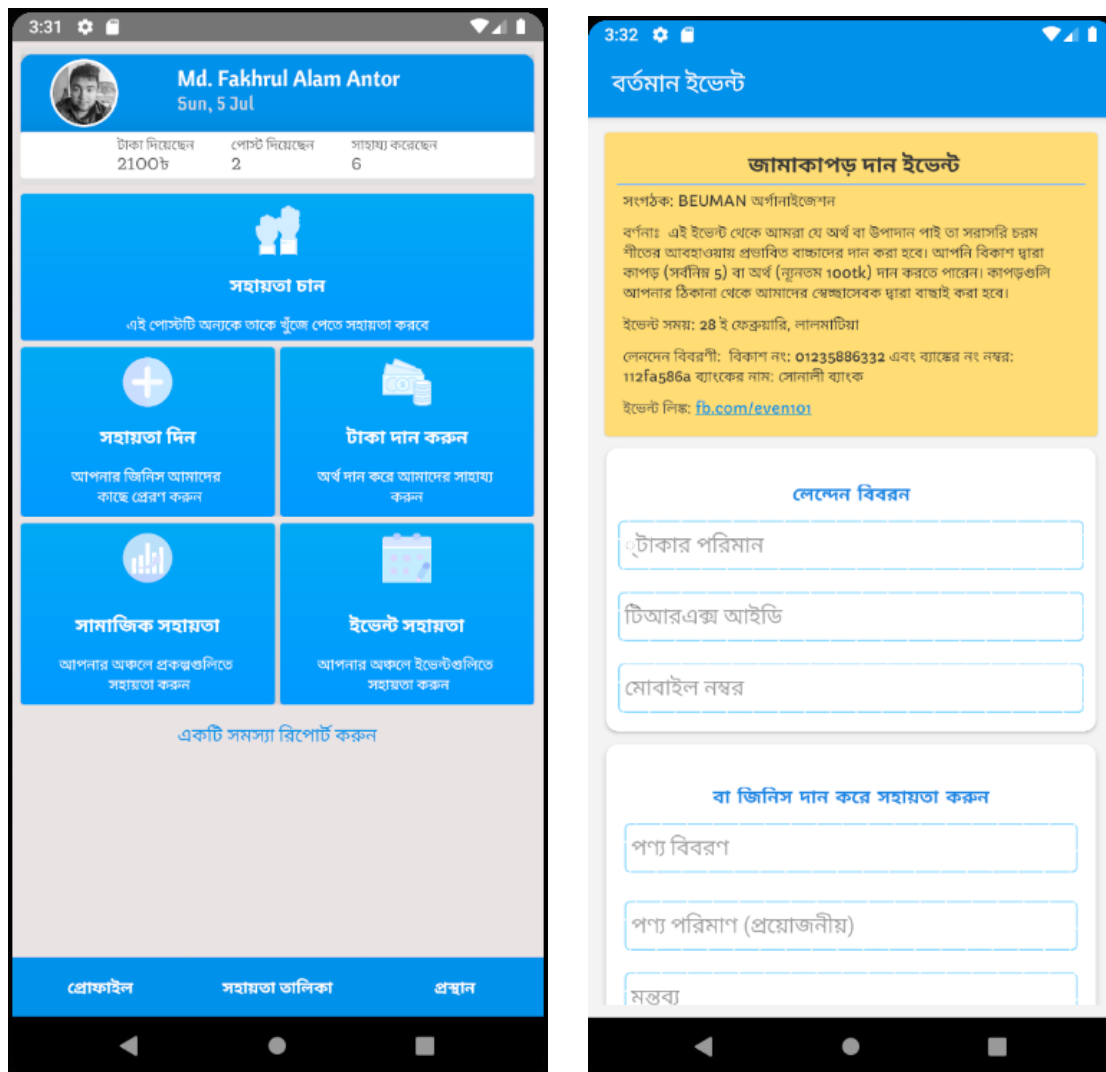 3:31
Md. Fakhrul Alam Antor
Sun, 5 Jul
টাকা দিয়েছেন পোস্ট দিয়েছেন সাহায্য করেছেন
2100৳ 2 6
সহায়তা চান
এই পোস্টটি অন্যকে তাকে খুঁজে পেতে সহায়তা করবে
সহায়তা দিন
আপনার জিনিস আমাদের
কাছে প্রেরণ করুন
টাকা দান করুন
অর্থ দান করে আমাদের সাহায্য
করুন
সামাজিক সহায়তা
আপনার অঞ্চলে প্রকল্পগুলিতে
সহায়তা করুন
ইভেন্ট সহায়তা
আপনার অঞ্চলে ইভেন্টগুলিতে
সহায়তা করুন
একটি সমস্যা রিপোর্ট করুন
প্রোফাইল সহায়তা তালিকা প্রস্থান
3:32
বর্তমান ইভেন্ট
জামাকাপড় দান ইভেন্ট
সংগঠক: BEUMAN অর্গানাইজেশন
বর্ণনাঃ এই ইভেন্ট থেকে আমরা যে অর্থ বা উপাদান পাই তা সরাসরি চরম
শীতের আবহাওয়ায় প্রভাবিত বাচ্চাদের দান করা হবে। আপনি বিকাশ দ্বারা
কাপড় (সর্বনিম্ন 5) বা অর্থ (ন্যূনতম 100tk) দান করতে পারেন। কাপড়গুলি
আপনার ঠিকানা থেকে আমাদের স্বেচ্ছাসেবক দ্বারা বাছাই করা হবে।
ইভেন্ট সময়: 28 ই ফেব্রুয়ারি, লালমাটিয়া
লেনদেন বিবরণী: বিকাশ নং: 01235886332 এবং ব্যাঙ্কের নং নম্বর:
112fa586a ব্যাংকের নাম: সোনালী ব্যাংক
ইভেন্ট লিঙ্ক: fb.com/even101
লেন্দেন বিবরন
্টাকার পরিমান
টিআরএক্স আইডি
মোবাইল নম্বর
বা জিনিস দান করে সহায়তা করুন
পণ্য বিবরণ
পণ্য পরিমাণ (প্রয়োজনীয়)
মন্তব্য